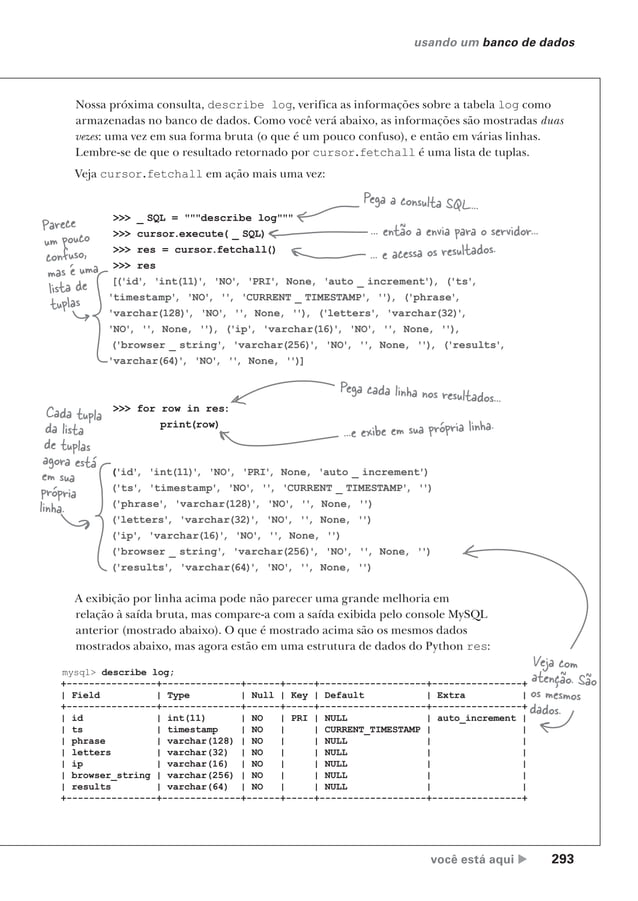 usando um banco de dados
Nossa próxima consulta, describe log, verifica as informações sobre a tabela log como
armazenadas no banco de dados. Como você verá abaixo, as informações são mostradas duas
vezes: uma vez em sua forma bruta (o que é um pouco confuso), e então em várias linhas.
Lembre-se de que o resultado retornado por cursor.fetchall é uma lista de tuplas.
Veja cursor.fetchall em ação mais uma vez:
Pega a consulta SQL...
... então a envia para o servidor...
... e acessa os resultados.
Parece
um pouco
confuso,
mas é uma
lista de
tuplas
>>> _ SQL = """describe log"""
>>> cursor.execute( _ SQL)
>>> res = cursor.fetchall()
>>> res
[('id', 'int(11)', 'NO', 'PRI', None, 'auto _ increment'), ('ts',
'timestamp', 'NO', '', 'CURRENT _ TIMESTAMP', ''), ('phrase',
'varchar(128)', 'NO', '', None, ''), ('letters', 'varchar(32)',
'NO', '', None, ''), ('ip', 'varchar(16)', 'NO', '', None, ''),
('browser _ string', 'varchar(256)', 'NO', '', None, ''), ('results',
'varchar(64)', 'NO', '', None, '')]
Pega cada linha nos resultados...
>>> for row in res:
print(row)
...e exibe em sua própria linha.
Cada tupla
da lista
de tuplas
agora está
em sua
própria
linha.
('id', 'int(11)', 'NO', 'PRI', None, 'auto _ increment')
('ts', 'timestamp', 'NO', '', 'CURRENT _ TIMESTAMP', '')
('phrase', 'varchar(128)', 'NO', '', None, '')
('letters', 'varchar(32)', 'NO', '', None, '')
('ip', 'varchar(16)', 'NO', '', None, '')
('browser _ string', 'varchar(256)', 'NO', '', None, '')
('results', 'varchar(64)', 'NO', '', None, '')
A exibição por linha acima pode não parecer uma grande melhoria em
relação à saída bruta, mas compare-a com a saída exibida pelo console MySQL
anterior (mostrado abaixo). O que é mostrado acima são os mesmos dados
mostrados abaixo, mas agora estão em uma estrutura de dados do Python res:
Veja com
atenção. São
os mesmos
dados.
mysql> describe log;
+----------------+--------------+------+-----+-------------------+----------------+
| Field          | Type         | Null | Key | Default           | Extra          |
+----------------+--------------+------+-----+-------------------+----------------+
| id             | int(11)      | NO   | PRI | NULL              | auto_increment |
| ts             | timestamp    | NO   |     | CURRENT_TIMESTAMP |                |
| phrase         | varchar(128) | NO   |     | NULL              |                |
| letters        | varchar(32)  | NO   |     | NULL              |                |
| ip             | varchar(16)  | NO   |     | NULL              |                |
| browser_string | varchar(256) | NO   |     | NULL              |                |
| results        | varchar(64)  | NO   |     | NULL              |                |
+----------------+--------------+------+-----+-------------------+----------------+
você está aqui ▶ 293